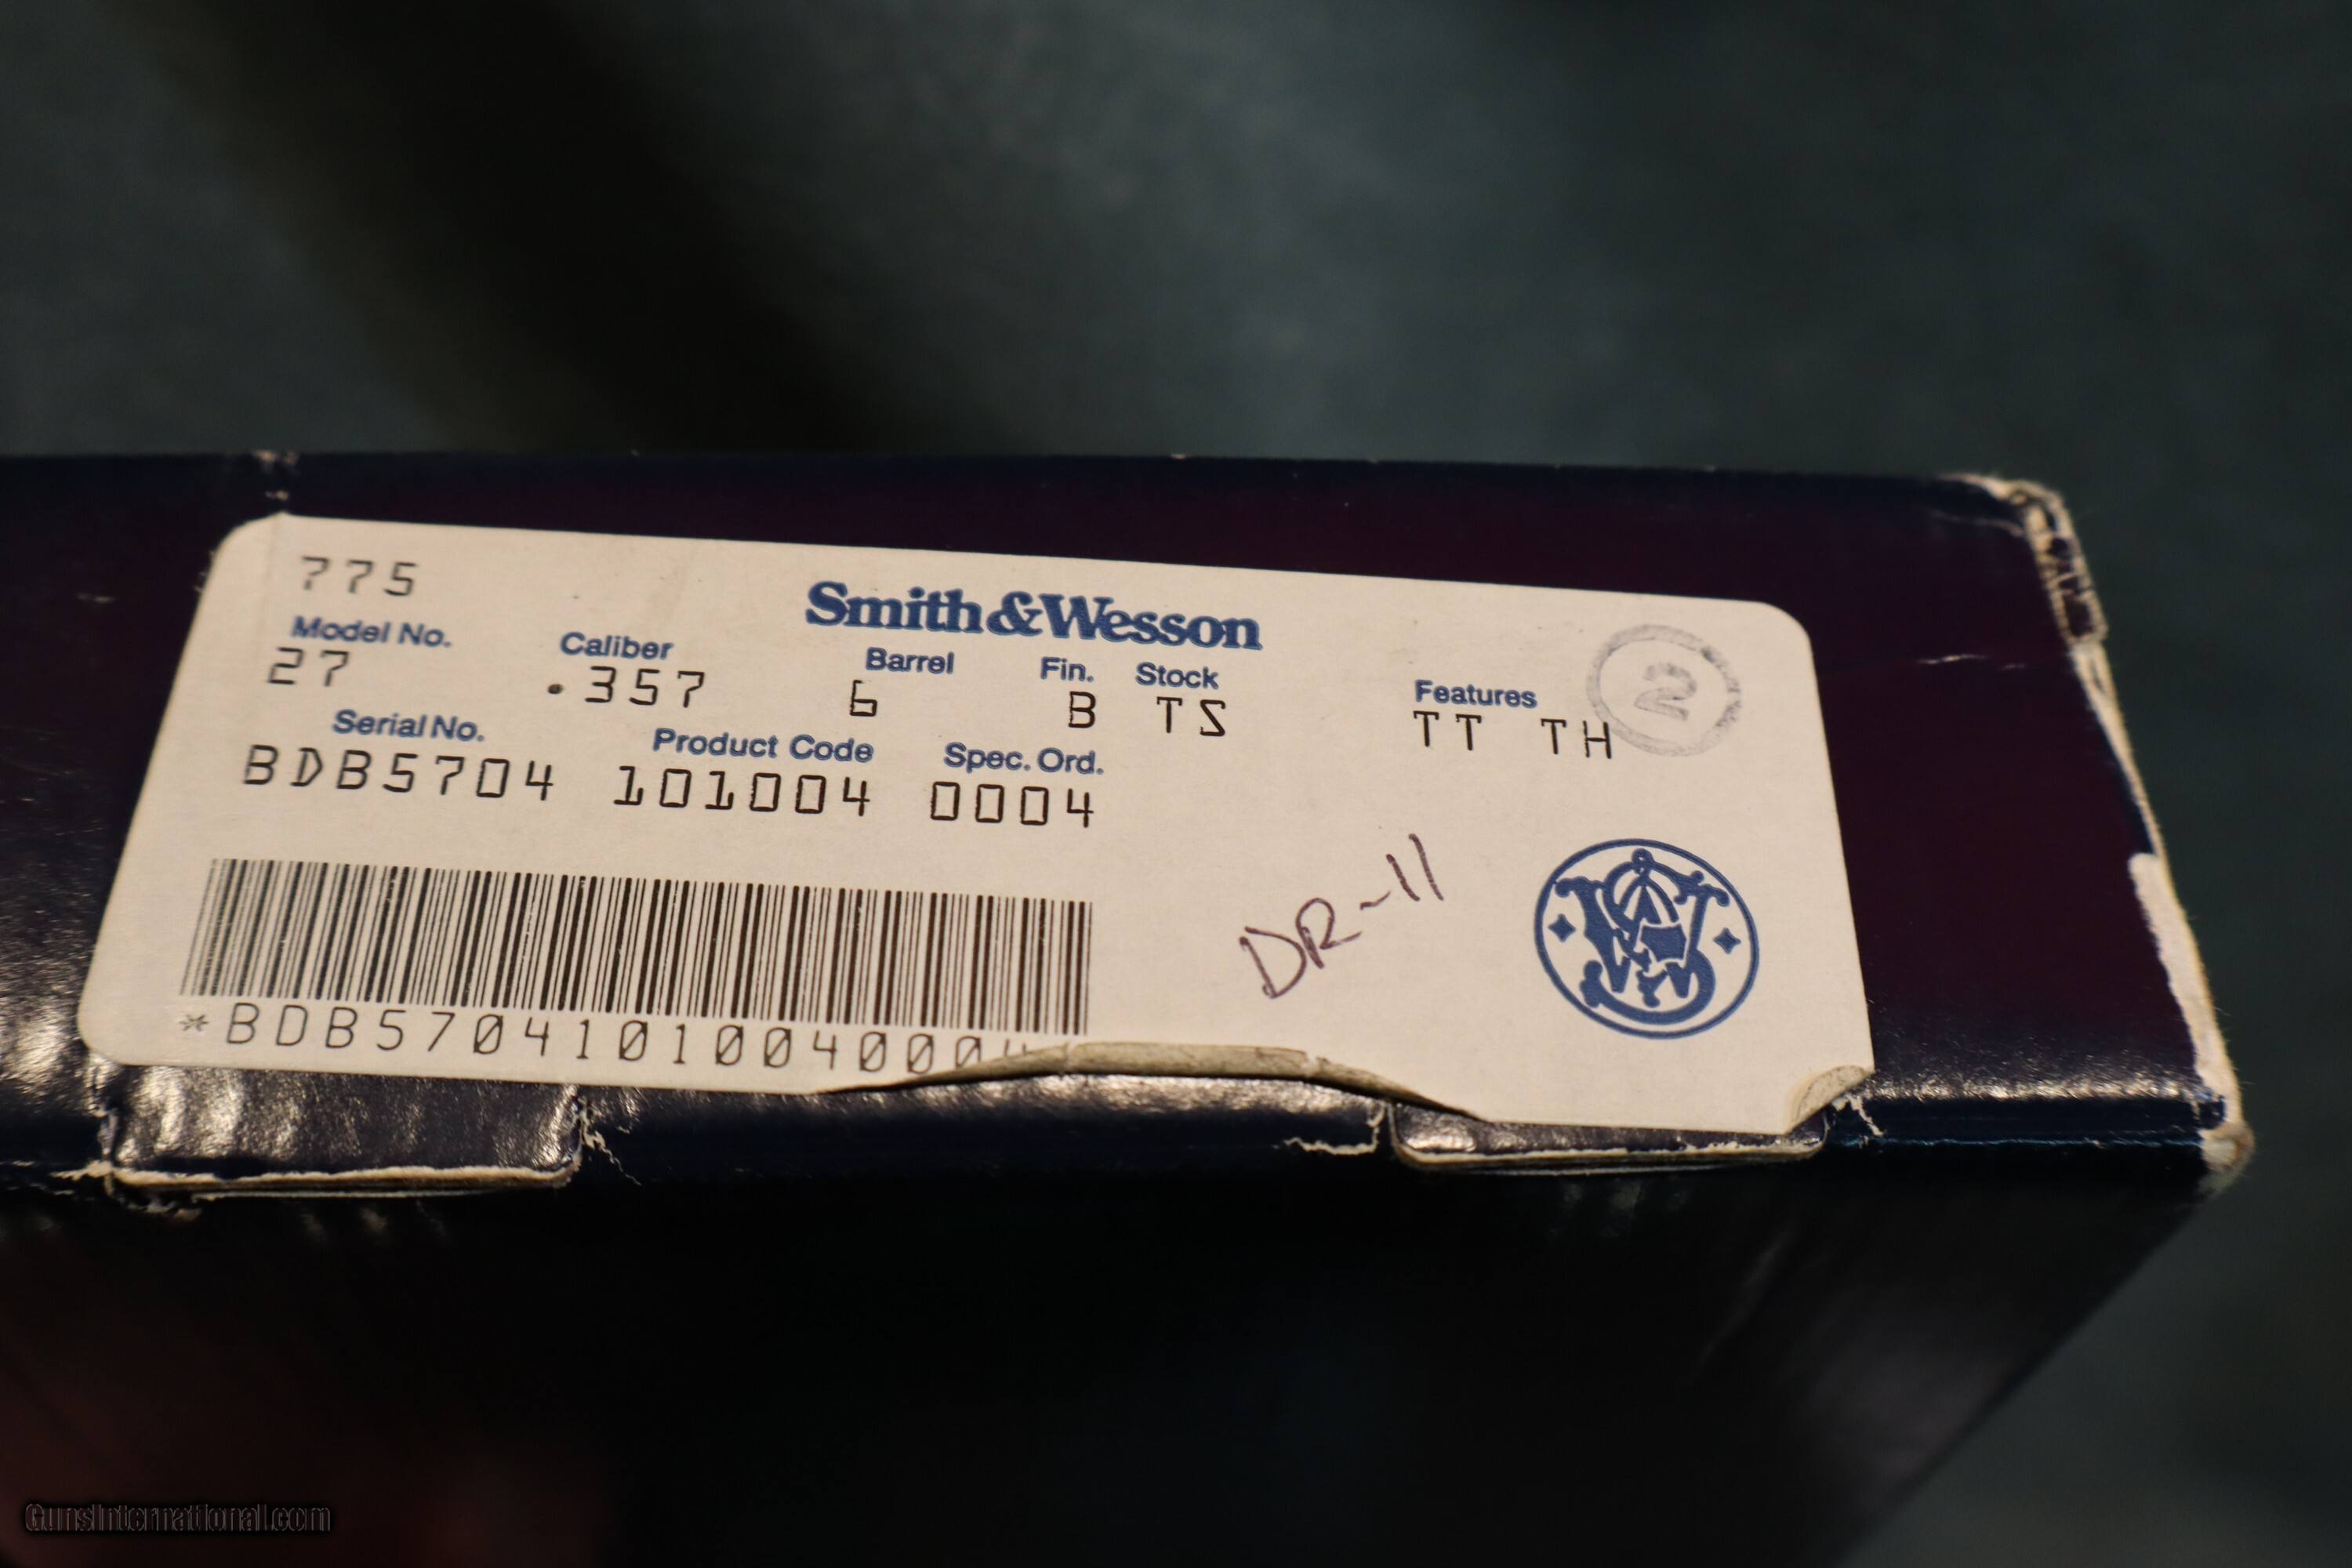 775
Smith&Wesson
Model No. Caliber Barrel Fin. Stock Features
27 .357 6 B TS TT TH
2
Serial No. Product Code Spec. Ord.
BDB5704 101004 0004
DR-11
*BDB5704101004000
GunsInternational.com